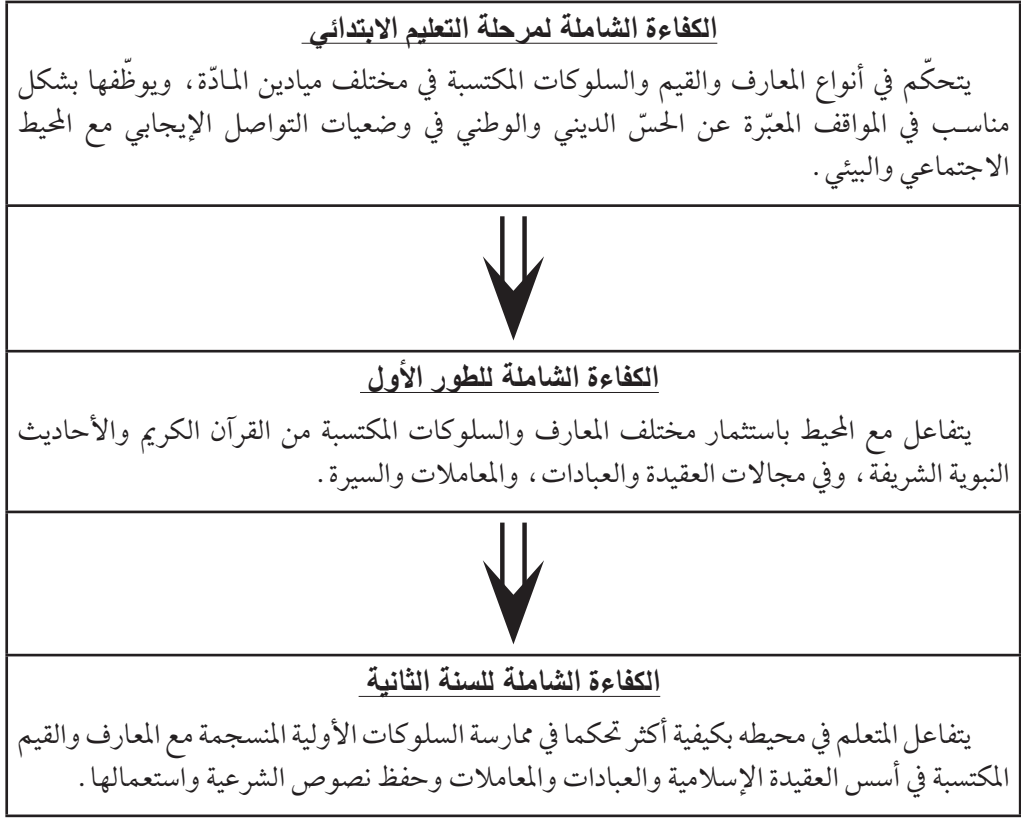 الكفاءة الشاملة لمرحلة التعليم الابتدائي
يتحكّم في أنواع المعارف والقيم والسلوكات المكتسبة في مختلف ميادين المادّة، ويوظّفها بشكل
مناسب في المواقف المعبّرة عن الحسّ الديني والوطني في وضعيات التواصل الإيجابي مع المحيط
الاجتماعي والبيئي.
الكفاءة الشاملة للطور الأول
يتفاعل مع المحيط باستثمار مختلف المعارف والسلوكات المكتسبة من القرآن الكريم والأحاديث
النبوية الشريفة، وفي مجالات العقيدة والعبادات، والمعاملات والسيرة.
الكفاءة الشاملة للسنة الثانية
يتفاعل المتعلم في محيطه بكيفية أكثر تحكما في ممارسة السلوكات الأولية المنسجمة مع المعارف والقيم
المكتسبة في أسس العقيدة الإسلامية والعبادات والمعاملات وحفظ نصوص الشرعية واستعمالها.